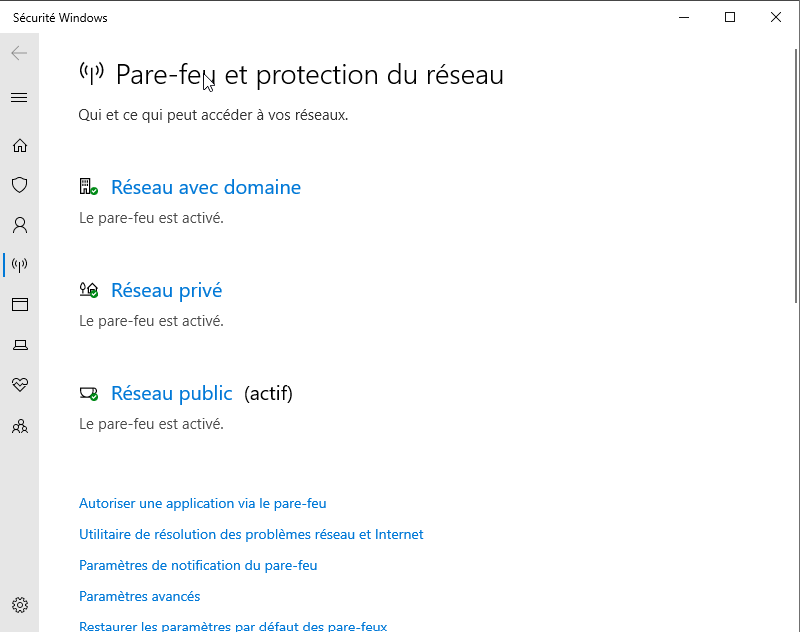 Sécurité Windows
Pare-feu et protection du réseau
Qui et ce qui peut accéder à vos réseaux.
Réseau avec domaine
Le pare-feu est activé.
Réseau privé
Le pare-feu est activé.
Réseau public (actif)
Le pare-feu est activé.
Autoriser une application via le pare-feu
Utilitaire de résolution des problèmes réseau et Internet
Paramètres de notification du pare-feu
Paramètres avancés
Restaurer les paramètres par défaut des pare-feux